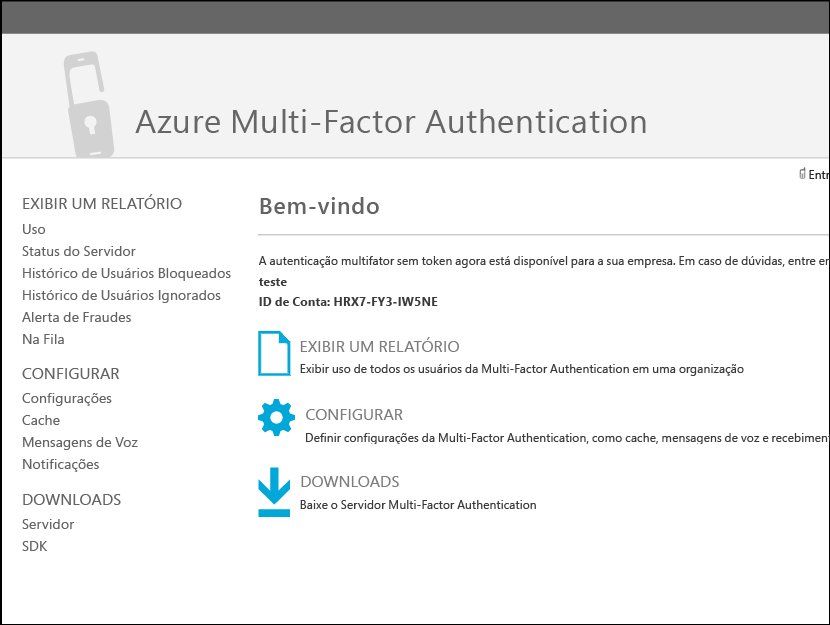 Azure Multi-Factor Authentication
Entr
EXIBIR UM RELATÓRIO
Uso
Status do Servidor
Histórico de Usuários Bloqueados
Histórico de Usuários Ignorados
Alerta de Fraudes
Na Fila
CONFIGURAR
Configurações
Cache
Mensagens de Voz
Notificações
DOWNLOADS
Servidor
SDK
Bem-vindo
A autenticação multifator sem token agora está disponível para a sua empresa. Em caso de dúvidas, entre em
teste
ID de Conta: HRX7-FY3-IW5NE
EXIBIR UM RELATÓRIO
Exibir uso de todos os usuários da Multi-Factor Authentication em uma organização
CONFIGURAR
Definir configurações da Multi-Factor Authentication, como cache, mensagens de voz e recebimen
DOWNLOADS
Baixe o Servidor Multi-Factor Authentication